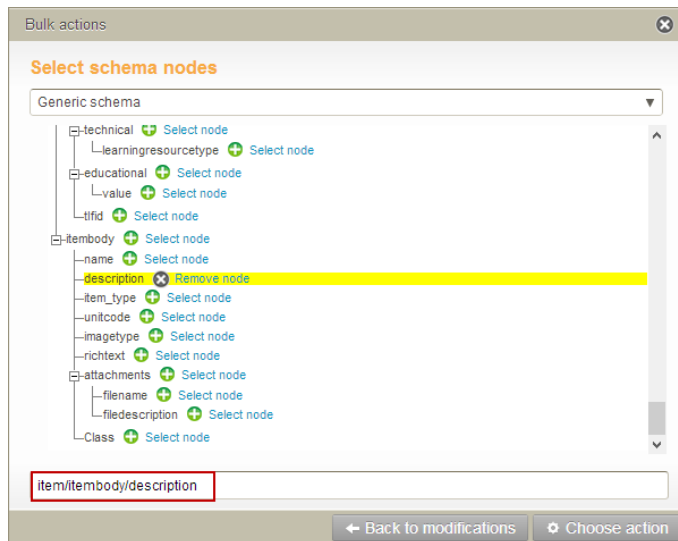 Bulk actions
Select schema nodes
Generic schema
technical Select node
learningresourcetype Select node
educational Select node
value Select node
tlfid Select node
itembody Select node
name Select node
description Remove node
item_type Select node
unitcode Select node
imagetype Select node
richtext Select node
attachments Select node
filename Select node
filedescription Select node
Class Select node
item/itembody/description
Back to modifications Choose action